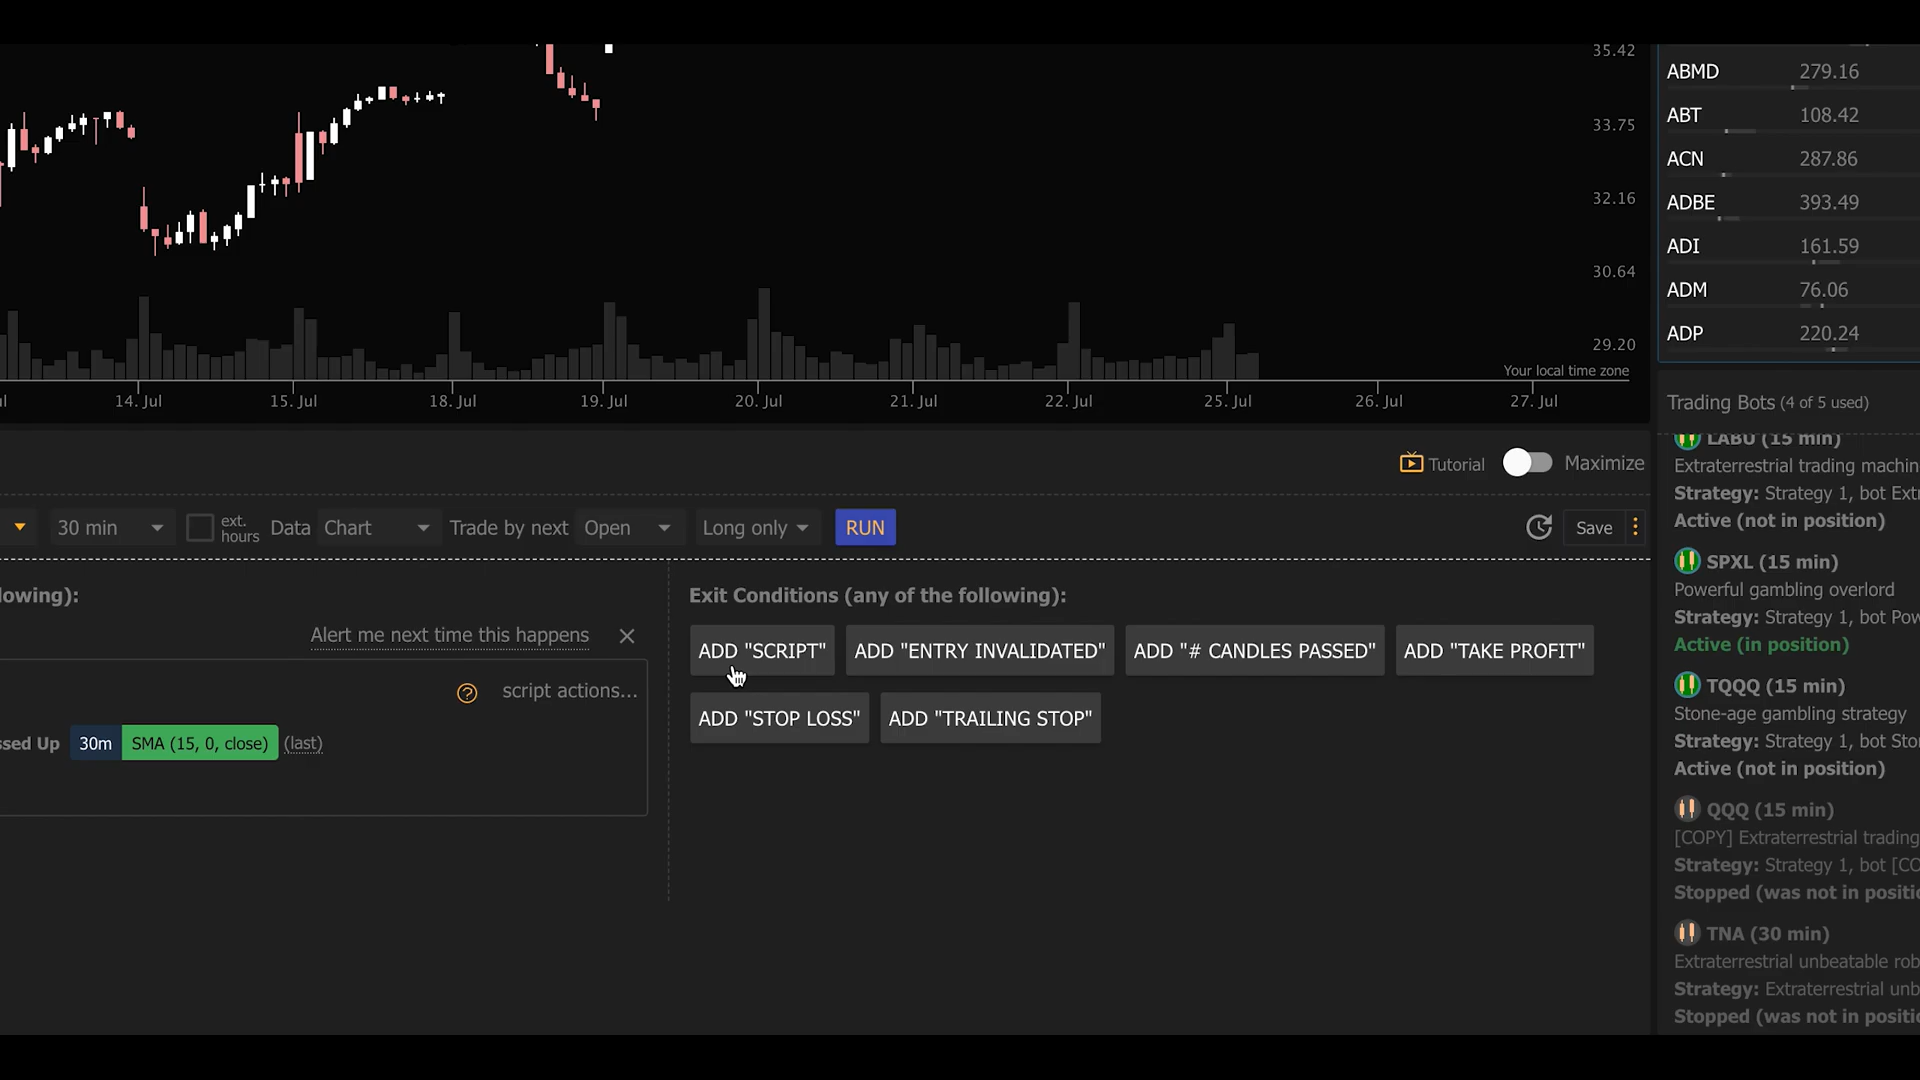 35.42
33.75
32.16
30.64
29.20
Your local time zone
14. Jul 15. Jul 18. Jul 19. Jul 20. Jul 21. Jul 22. Jul 25. Jul 26. Jul 27. Jul
ABMD 279.16
ABT 108.42
ACN 287.86
ADBE 393.49
ADI 161.59
ADM 76.06
ADP 220.24
Tutorial Maximize
30 min ext. hours Data Chart Trade by next Open Long only RUN Save
owing):
Alert me next time this happens
script actions...
ssed Up 30m SMA (15, 0, close) (last)
Exit Conditions (any of the following):
ADD "SCRIPT" ADD "ENTRY INVALIDATED" ADD "# CANDLES PASSED" ADD "TAKE PROFIT"
ADD "STOP LOSS" ADD "TRAILING STOP"
Trading Bots (4 of 5 used)
LABU (15 min)
Extraterrestrial trading machin
Strategy: Strategy 1, bot Extr
Active (not in position)
SPXL (15 min)
Powerful gambling overlord
Strategy: Strategy 1, bot Pow
Active (in position)
TQQQ (15 min)
Stone-age gambling strategy
Strategy: Strategy 1, bot Sto
Active (not in position)
QQQ (15 min)
[COPY] Extraterrestrial trading
Strategy: Strategy 1, bot [CO
Stopped (was not in positi
TNA (30 min)
Extraterrestrial unbeatable rob
Strategy: Extraterrestrial unb
Stopped (was not in positi